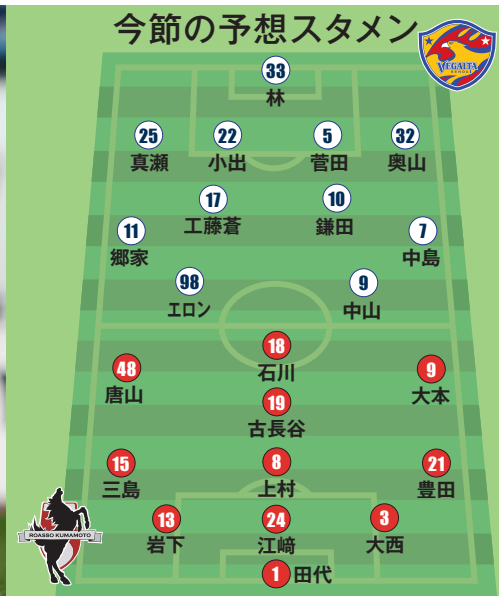 今節の予想スタメン
VEGALTA
SENDAI
33
林
25
真瀬
22
小出
5
菅田
32
奥山
17
工藤蒼
10
鎌田
11
郷家
7
中島
98
エロン
9
中山
18
石川
48
唐山
9
大本
19
古長谷
15
三島
8
上村
21
豊田
13
岩下
24
江﨑
3
大西
1 田代
ROASSO KUMAMOTO